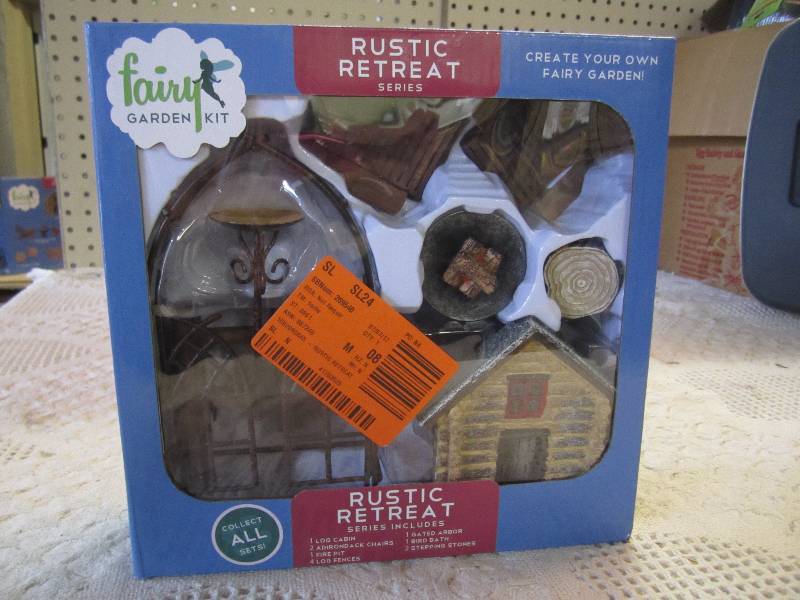 fairy
GARDEN KIT
RUSTIC
RETREAT
SERIES
CREATE YOUR OWN
FAIRY GARDEN!
SL SL24
M 08
RUSTIC
RETREAT
SERIES INCLUDES
1 LOG CABIN
2 ADIRONDACK CHAIRS
1 FIRE PIT
4 LOG FENCES
1 GATED ARBOR
1 BIRD BATH
2 STEPPING STONES
COLLECT
ALL
SETS!